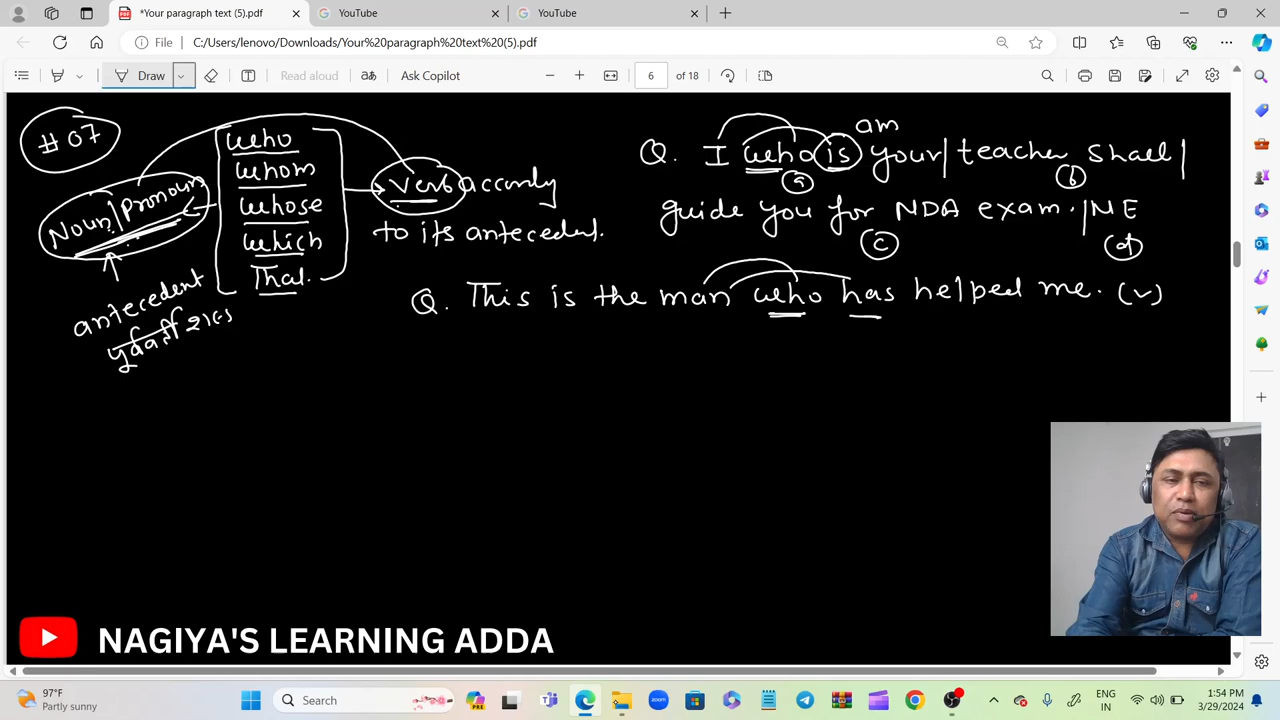 *Your paragraph text (5).pdf
YouTube
YouTube
File
C:/Users/lenovo/Downloads/Your%20paragraph%20text%20(5).pdf
Draw
Read aloud
Ask Copilot
6 of 18
# 07
Noun/Pronoun
antecedent
who
whom
whose
which
That.
Verb accordy
to its antecedent.
am
Q. I who is your/teacher shall/
(a) (b)
guide you for NDA exam./NE
(c) (d)
Q. This is the man who has helped me. (✓)
NAGIYA'S LEARNING ADDA
97°F
Partly sunny
Search
PRE
zoom
ENG
IN
1:54 PM
3/29/2024